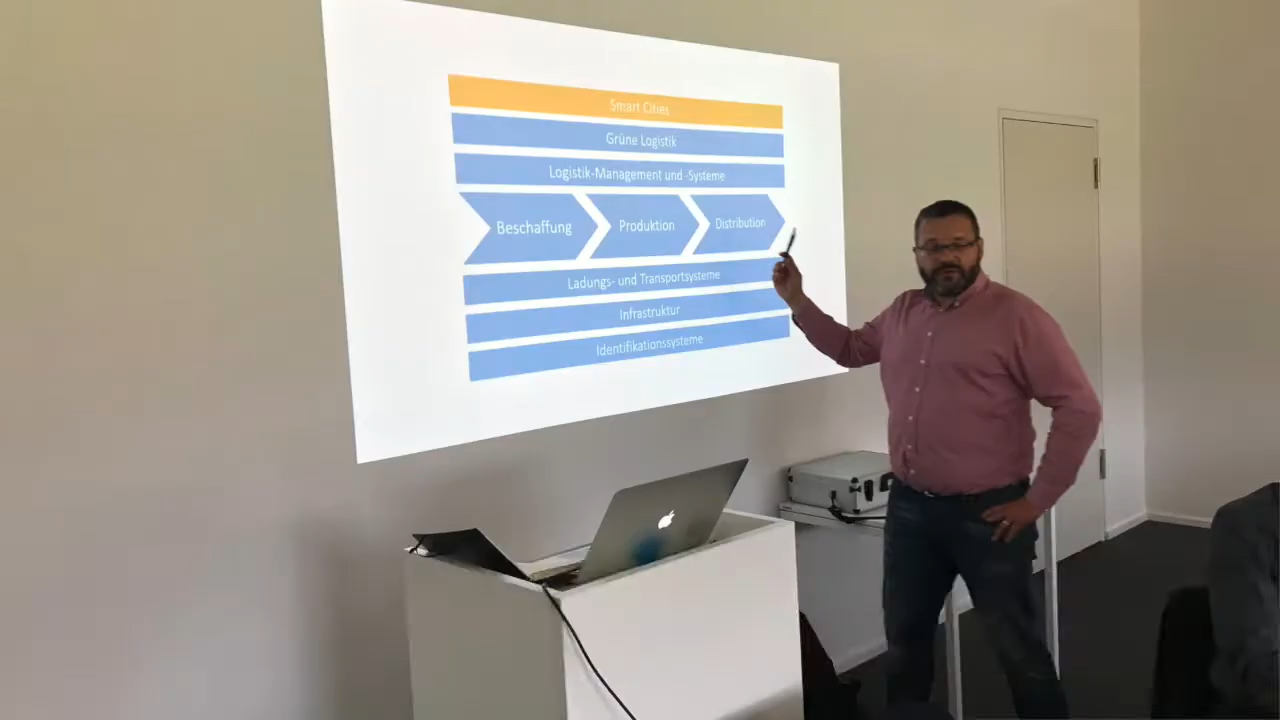 Smart Cities
Grüne Logistik
Logistik-Management und -Systeme
Beschaffung
Produktion
Distribution
Ladungs- und Transportsysteme
Infrastruktur
Identifikationssysteme